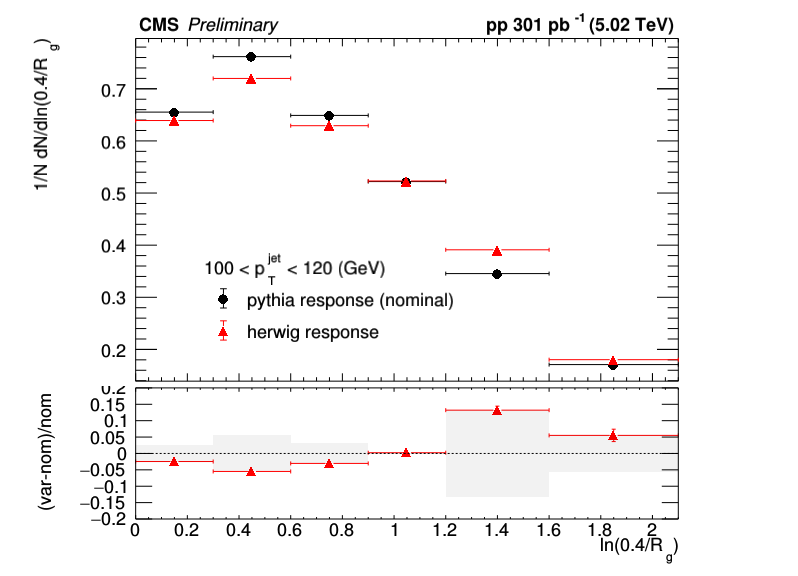 CMS Preliminary pp 301 pb⁻¹ (5.02 TeV)
1/N dN/dln(0.4/R_g)
0.7
0.6
0.5
0.4
0.3
0.2
100 < p_T^jet < 120 (GeV)
pythia response (nominal)
herwig response
(var-nom)/nom
0.2
0.15
0.1
0.05
0
−0.05
−0.1
−0.15
−0.2
0 0.2 0.4 0.6 0.8 1 1.2 1.4 1.6 1.8 2
ln(0.4/R_g)